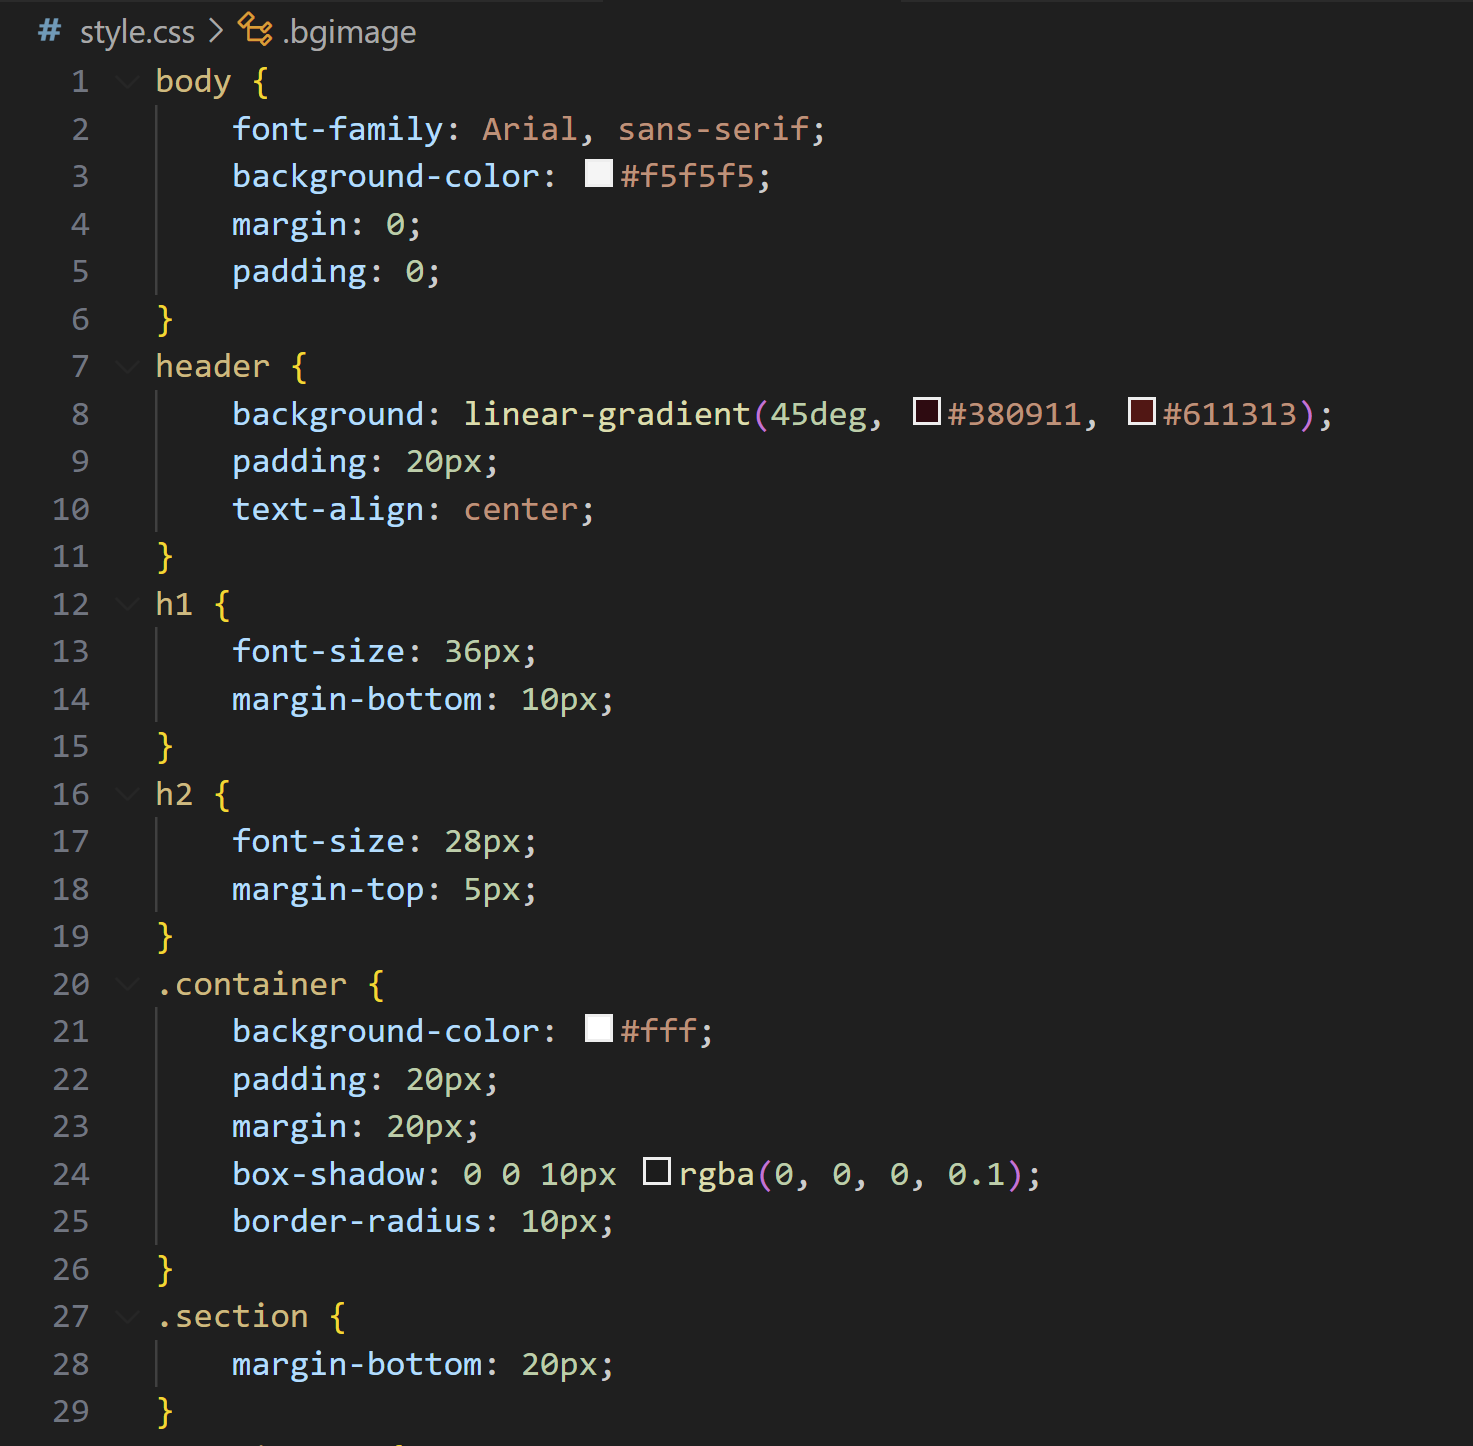 # style.css > .bgimage
1 body {
2 font-family: Arial, sans-serif;
3 background-color: #f5f5f5;
4 margin: 0;
5 padding: 0;
6 }
7 header {
8 background: linear-gradient(45deg, #380911, #611313);
9 padding: 20px;
10 text-align: center;
11 }
12 h1 {
13 font-size: 36px;
14 margin-bottom: 10px;
15 }
16 h2 {
17 font-size: 28px;
18 margin-top: 5px;
19 }
20 .container {
21 background-color: #fff;
22 padding: 20px;
23 margin: 20px;
24 box-shadow: 0 0 10px rgba(0, 0, 0, 0.1);
25 border-radius: 10px;
26 }
27 .section {
28 margin-bottom: 20px;
29 }